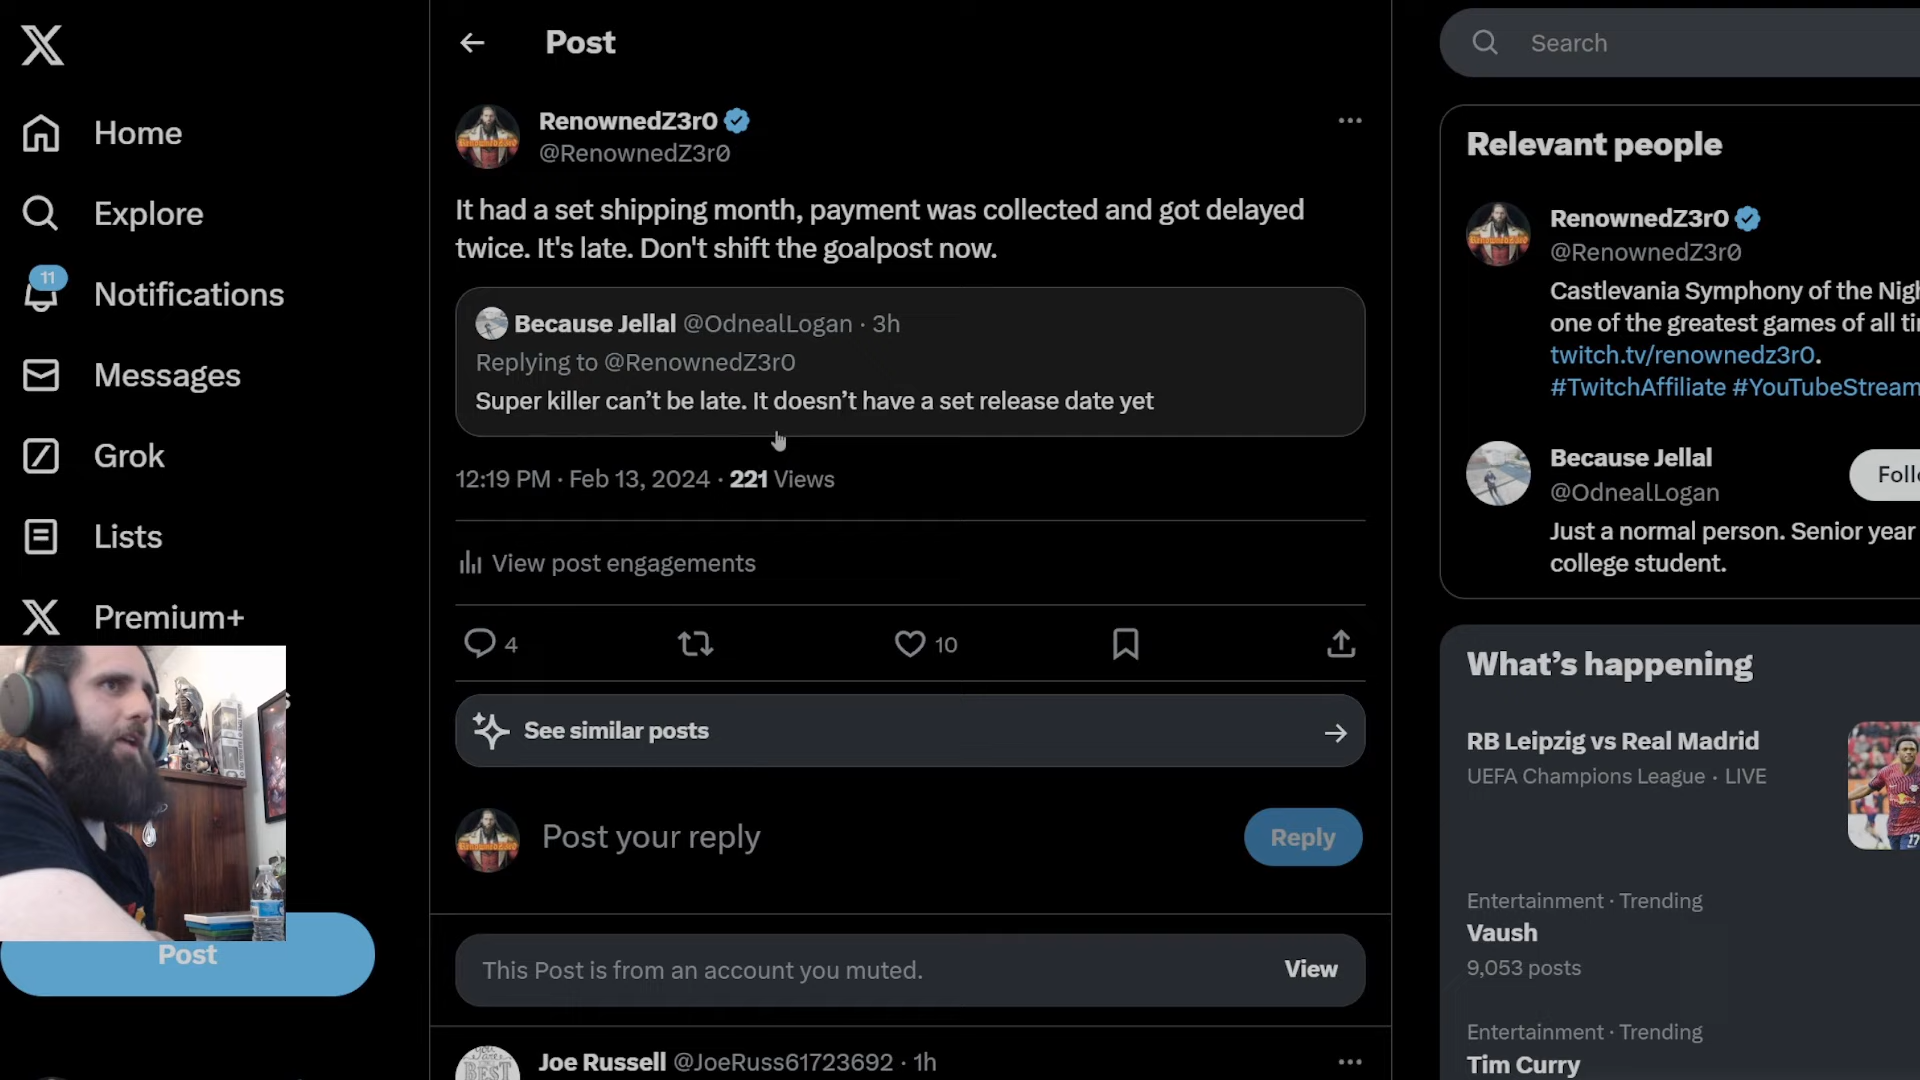 Post
Search
Home
Explore
11
Notifications
Messages
Grok
Lists
Premium+
Post
RenownedZ3r0
@RenownedZ3r0
It had a set shipping month, payment was collected and got delayed
twice. It's late. Don't shift the goalpost now.
Because Jellal @OdnealLogan · 3h
Replying to @RenownedZ3r0
Super killer can’t be late. It doesn’t have a set release date yet
12:19 PM · Feb 13, 2024 · 221 Views
View post engagements
4
10
See similar posts
Post your reply
Reply
This Post is from an account you muted.
View
Joe Russell @JoeRuss61723692 · 1h
Relevant people
RenownedZ3r0
@RenownedZ3r0
Castlevania Symphony of the Nigh
one of the greatest games of all ti
twitch.tv/renownedz3r0.
#TwitchAffiliate #YouTubeStream
Because Jellal
@OdnealLogan
Follo
Just a normal person. Senior year
college student.
What’s happening
RB Leipzig vs Real Madrid
UEFA Champions League · LIVE
Entertainment · Trending
Vaush
9,053 posts
Entertainment · Trending
Tim Curry